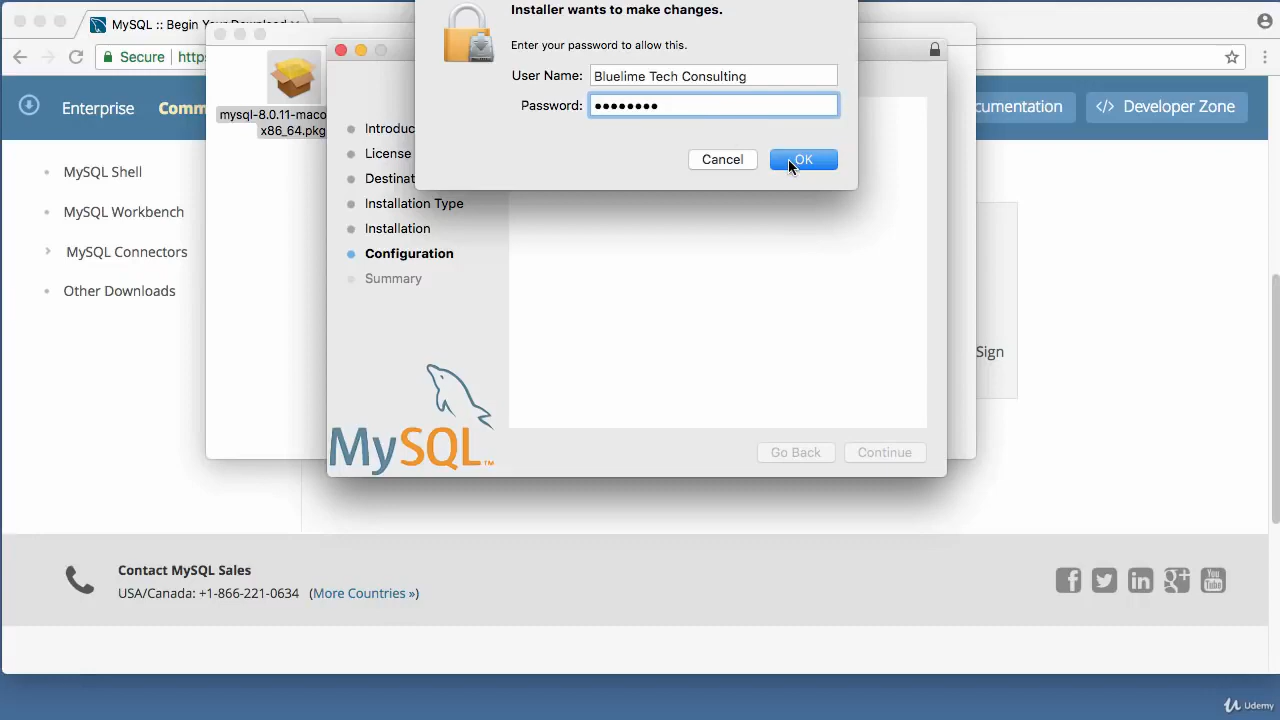 MySQL :: Begin Your Download
Installer wants to make changes.
Enter your password to allow this.
User Name: Bluelime Tech Consulting
Password: ●●●●●●●●
Cancel
OK
Secure
https
Enterprise
Comm
cumentation
</> Developer Zone
mysql-8.0.11-maco
x86_64.pkg
Introduc
License
Destinat
Installation Type
Installation
Configuration
Summary
MySQL Shell
MySQL Workbench
MySQL Connectors
Other Downloads
Sign
MySQL™
Go Back
Continue
Contact MySQL Sales
USA/Canada: +1-866-221-0634 (More Countries »)
You
Tube
Udemy